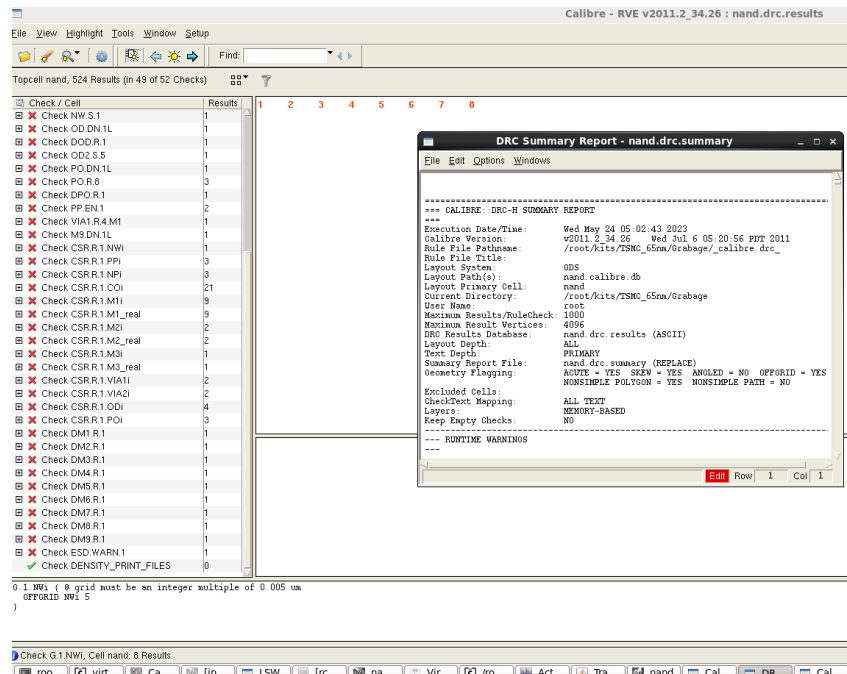 Calibre - RVE v2011.2_34.26 : nand.drc.results
File View Highlight Tools Window Setup
Find:
Topcell nand, 524 Results (in 49 of 52 Checks)
Check / Cell Results
Check NW.S.1 1
Check OD.DN.1L 1
Check DOD.R.1 1
Check OD2.S.5 1
Check PO.DN.1L 1
Check PO.R.8 3
Check DPO.R.1 1
Check PP.EN.1 2
Check VIA1.R.4.M1 1
Check M9.DN.1L 1
Check CSR.R.1.NWi 1
Check CSR.R.1.PPi 3
Check CSR.R.1.NPi 3
Check CSR.R.1.COi 21
Check CSR.R.1.M1i 9
Check CSR.R.1.M1_real 9
Check CSR.R.1.M2i 2
Check CSR.R.1.M2_real 2
Check CSR.R.1.M3i 1
Check CSR.R.1.M3_real 1
Check CSR.R.1.VIA1i 2
Check CSR.R.1.VIA2i 2
Check CSR.R.1.ODi 4
Check CSR.R.1.POi 3
Check DM1.R.1 1
Check DM2.R.1 1
Check DM3.R.1 1
Check DM4.R.1 1
Check DM5.R.1 1
Check DM6.R.1 1
Check DM7.R.1 1
Check DM8.R.1 1
Check DM9.R.1 1
Check ESD.WARN.1 1
Check DENSITY_PRINT_FILES 0
1 2 3 4 5 6 7 8
DRC Summary Report - nand.drc.summary
File Edit Options Windows
==================================================================================
=== CALIBRE::DRC-H SUMMARY REPORT
===
Execution Date/Time: Wed May 24 05:02:43 2023
Calibre Version: v2011.2_34.26 Wed Jul 6 05:20:56 PDT 2011
Rule File Pathname: /root/kits/TSMC_65nm/Grabage/_calibre.drc_
Rule File Title:
Layout System: GDS
Layout Path(s): nand.calibre.db
Layout Primary Cell: nand
Current Directory: /root/kits/TSMC_65nm/Grabage
User Name: root
Maximum Results/RuleCheck: 1000
Maximum Result Vertices: 4096
DRC Results Database: nand.drc.results (ASCII)
Layout Depth: ALL
Text Depth: PRIMARY
Summary Report File: nand.drc.summary (REPLACE)
Geometry Flagging: ACUTE = YES SKEW = YES ANGLED = NO OFFGRID = YES
NONSIMPLE POLYGON = YES NONSIMPLE PATH = NO
Excluded Cells:
CheckText Mapping: ALL TEXT
Layers: MEMORY-BASED
Keep Empty Checks: NO
----------------------------------------------------------------------------------
--- RUNTIME WARNINGS
---
Edit Row 1 Col 1
G.1.NWi { @ grid must be an integer multiple of 0.005 um
OFFGRID NWi 5
}
Check G.1.NWi, Cell nand: 8 Results